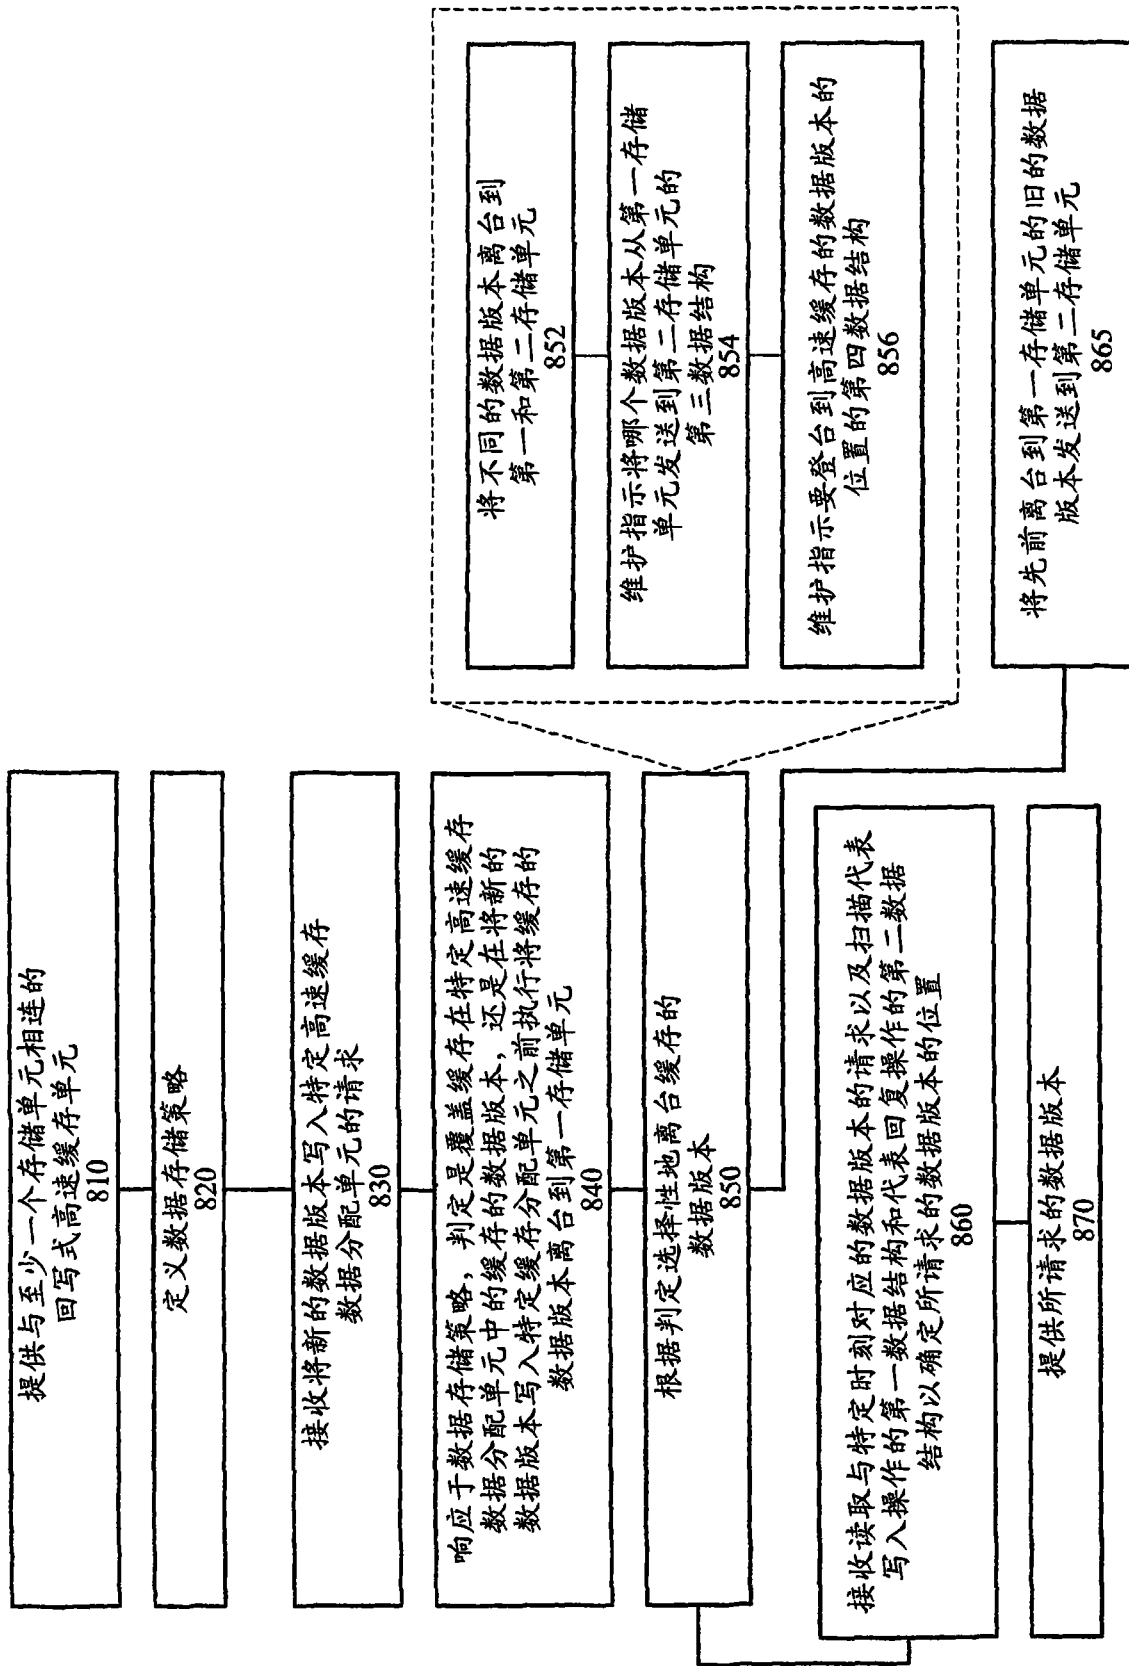 提供与至少一个存储单元相连的
回写式高速缓存单元
810
定义数据存储策略
820
接收将新的数据版本写入特定高速缓存
数据分配单元的请求
830
响应于数据存储策略，判定是覆盖缓存在特定高速缓存
数据分配单元中的缓存的数据版本，还是在将新的
数据版本写入特定缓存分配单元之前执行将缓存的
数据版本离台到第一存储单元
840
根据判定选择性地离台缓存的
数据版本
850
将不同的数据版本离台到
第一和第二存储单元
852
维护指示将哪个数据版本从第一存储
单元发送到第二存储单元的
第三数据结构
854
维护指示要登台到高速缓存的数据版本的
位置的第四数据结构
856
接收读取与特定时刻对应的数据版本的请求以及扫描代表
写入操作的第一数据结构和代表回复操作的第二数据
结构以确定所请求的数据版本的位置
860
将先前离台到第一存储单元的旧的数据
版本发送到第二存储单元
865
提供所请求的数据版本
870